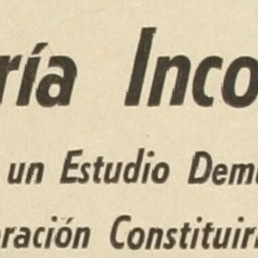 ría Inco
un Estudio Dem
ración Constituir